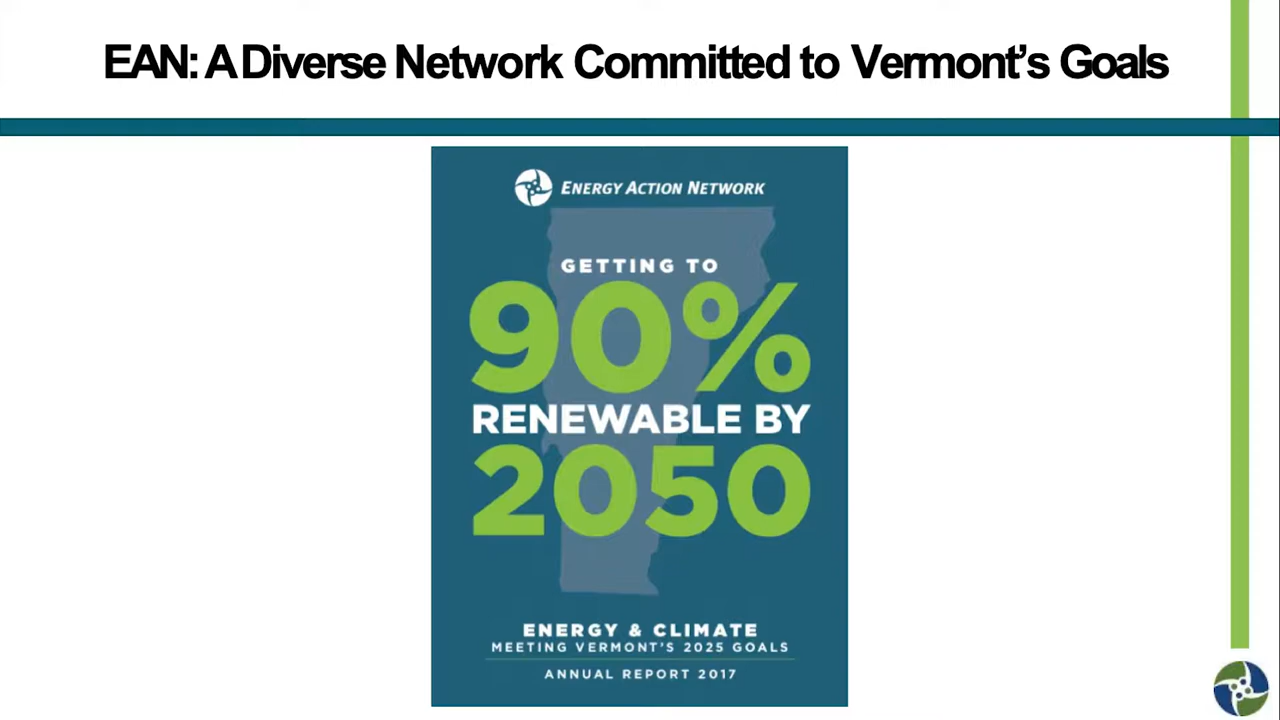 EAN: A Diverse Network Committed to Vermont’s Goals
ENERGY ACTION NETWORK
GETTING TO
90%
RENEWABLE BY
2050
ENERGY & CLIMATE
MEETING VERMONT’S 2025 GOALS
ANNUAL REPORT 2017